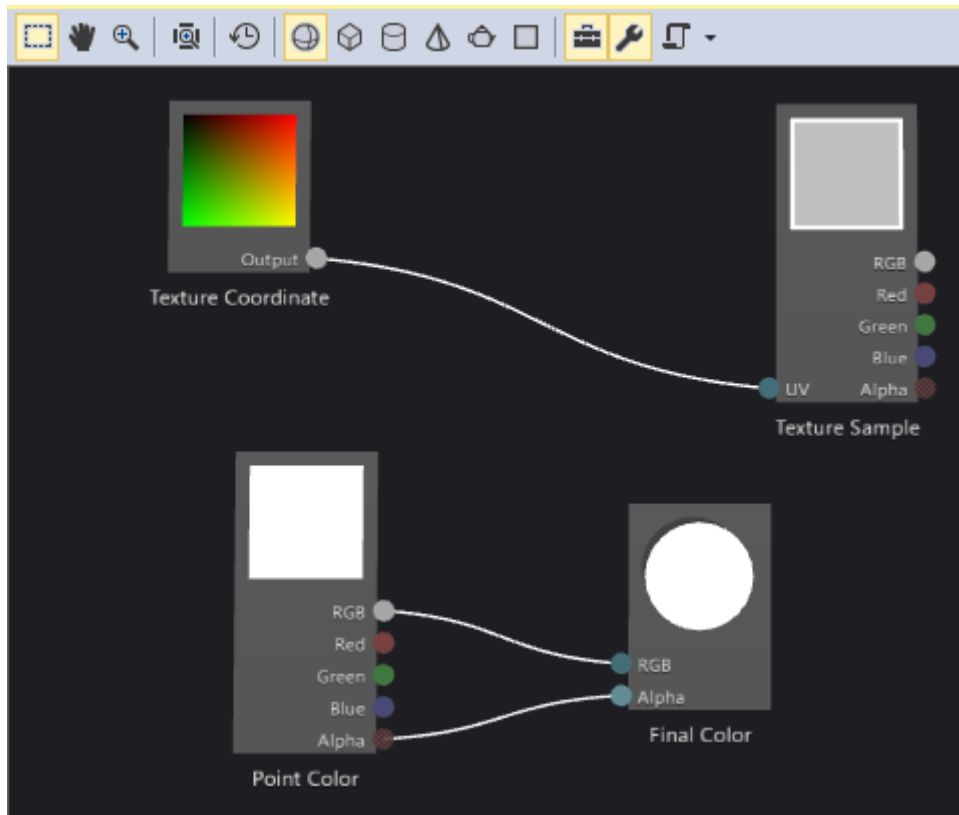 Output
Texture Coordinate
RGB
Red
Green
Blue
UV Alpha
Texture Sample
RGB
Red
Green
Blue
Alpha
Point Color
RGB
Alpha
Final Color